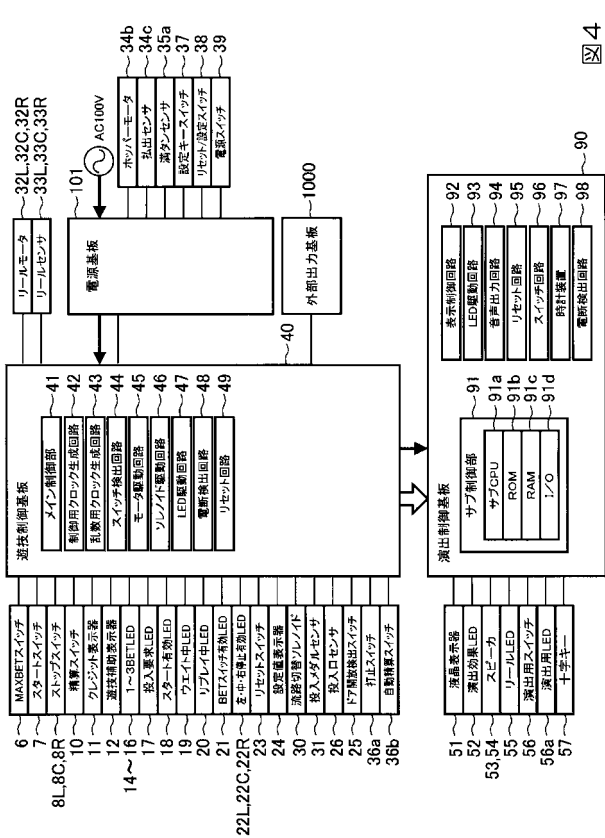 図4
32L,32C,32R
33L,33C,33R
リールモータ
リールセンサ
AC100V
101
電源基板
ホッパーモータ
34b
払出センサ
34c
満タンセンサ
35a
設定キースイッチ
37
リセット/設定スイッチ
38
電源スイッチ
39
外部出力基板
1000
遊技制御基板
40
メイン制御部
41
制御用クロック生成回路
42
乱数用クロック生成回路
43
スイッチ検出回路
44
モータ駆動回路
45
ソレノイド駆動回路
46
LED駆動回路
47
電断検出回路
48
リセット回路
49
6
MAXBETスイッチ
7
スタートスイッチ
8L,8C,8R
ストップスイッチ
10
精算スイッチ
11
クレジット表示器
12
遊技補助表示器
14〜16
1〜3BETLED
17
投入要求LED
18
スタート有効LED
19
ウエイト中LED
20
リプレイ中LED
21
BETスイッチ有効LED
22L,22C,22R
左・中・右停止有効LED
23
リセットスイッチ
24
設定値表示器
30
流路切替ソレノイド
31
投入メダルセンサ
26
投入口センサ
25
ドア開放検出スイッチ
36a
打止スイッチ
36b
自動精算スイッチ
演出制御基板
90
サブ制御部
91
サブCPU
91a
ROM
91b
RAM
91c
I/O
91d
表示制御回路
92
LED駆動回路
93
音声出力回路
94
リセット回路
95
スイッチ回路
96
時計装置
97
電断検出回路
98
51
液晶表示器
52
演出効果LED
53,54
スピーカ
55
リールLED
56
演出用スイッチ
56a
演出用LED
57
十字キー